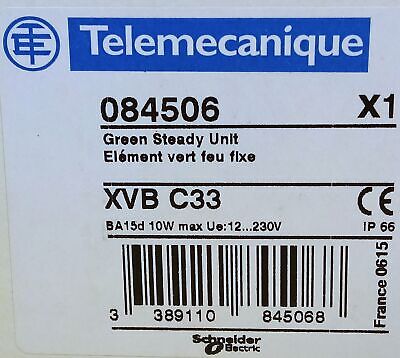 Telemecanique
084506 X1
Green Steady Unit
Elément vert feu fixe
XVB C33 CE
BA15d 10W max Ue:12...230V IP 66
France 0615
3 389110 845068
Schneider
Electric